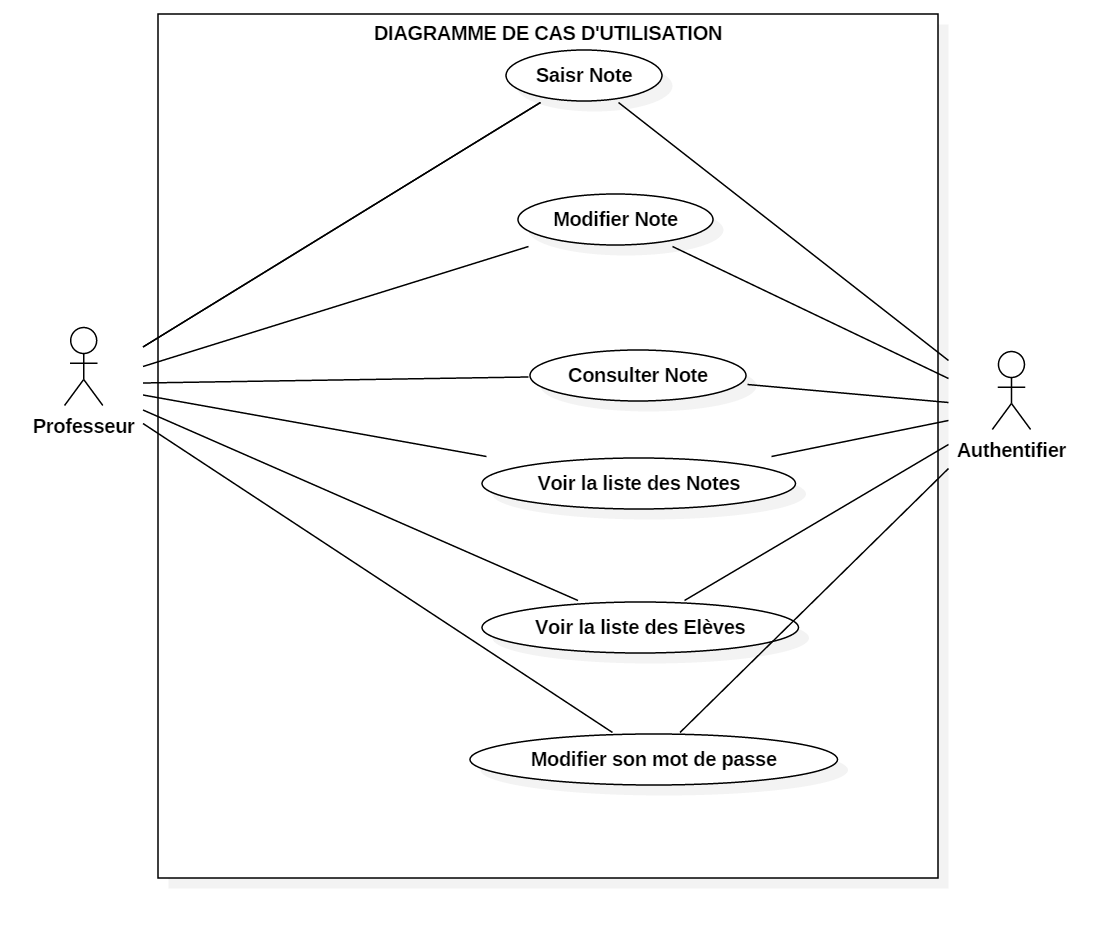 DIAGRAMME DE CAS D'UTILISATION
Saisr Note
Modifier Note
Consulter Note
Professeur
Authentifier
Voir la liste des Notes
Voir la liste des Elèves
Modifier son mot de passe